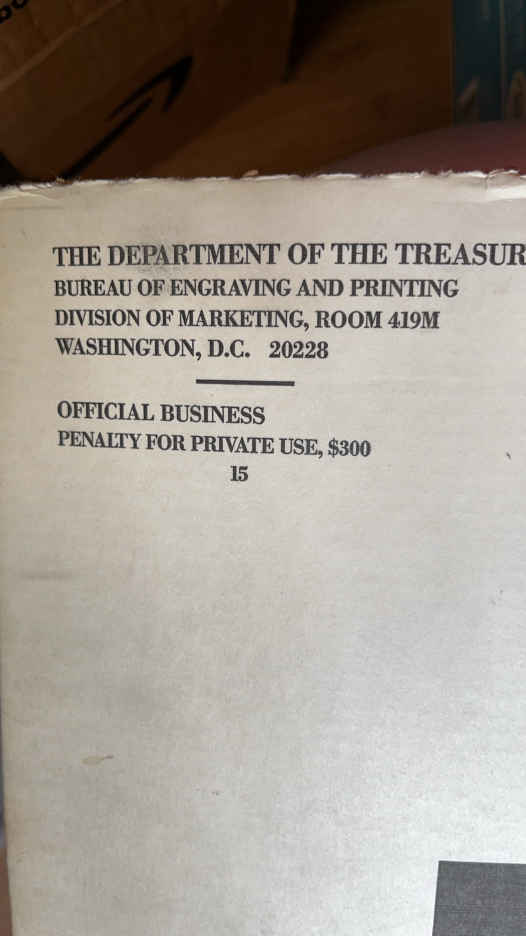 THE DEPARTMENT OF THE TREASUR
BUREAU OF ENGRAVING AND PRINTING
DIVISION OF MARKETING, ROOM 419M
WASHINGTON, D.C. 20228
OFFICIAL BUSINESS
PENALTY FOR PRIVATE USE, $300
15